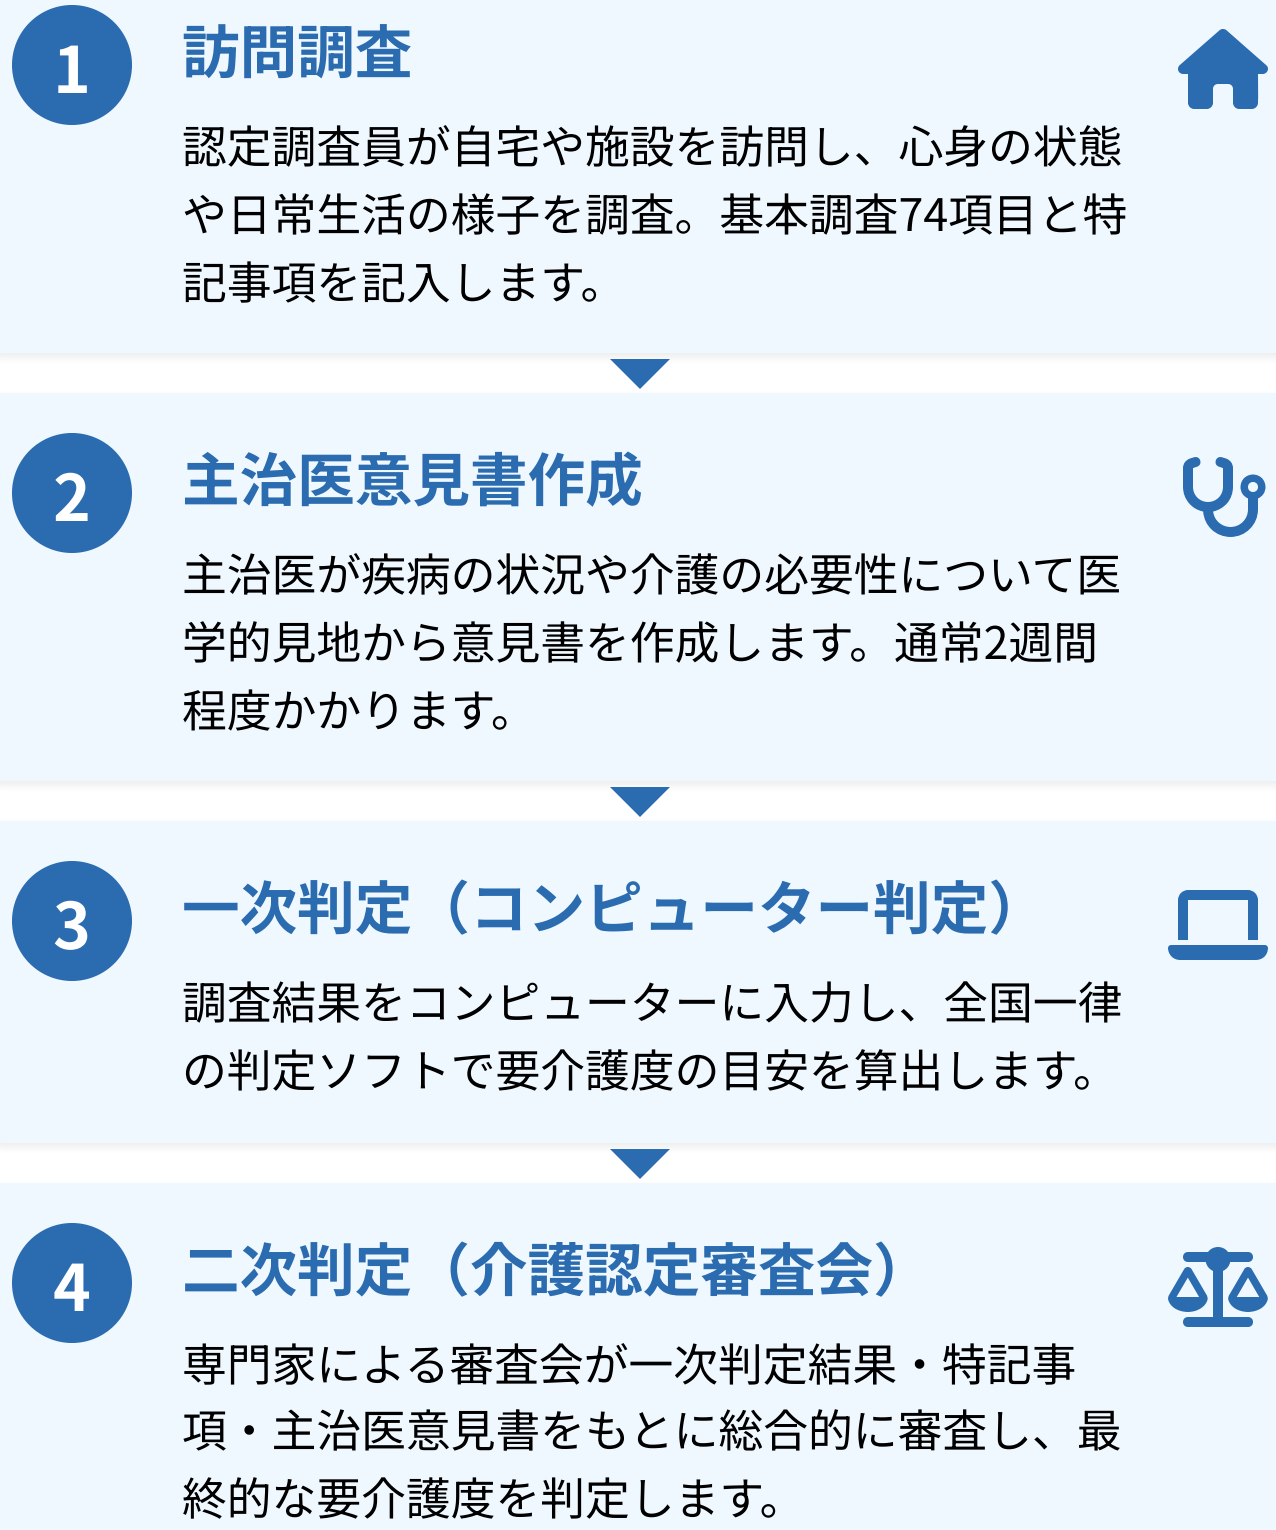 1
訪問調査
認定調査員が自宅や施設を訪問し、心身の状態
や日常生活の様子を調査。基本調査74項目と特
記事項を記入します。
2
主治医意見書作成
主治医が疾病の状況や介護の必要性について医
学的見地から意見書を作成します。通常2週間
程度かかります。
3
一次判定（コンピューター判定）
調査結果をコンピューターに入力し、全国一律
の判定ソフトで要介護度の目安を算出します。
4
二次判定（介護認定審査会）
専門家による審査会が一次判定結果・特記事
項・主治医意見書をもとに総合的に審査し、最
終的な要介護度を判定します。